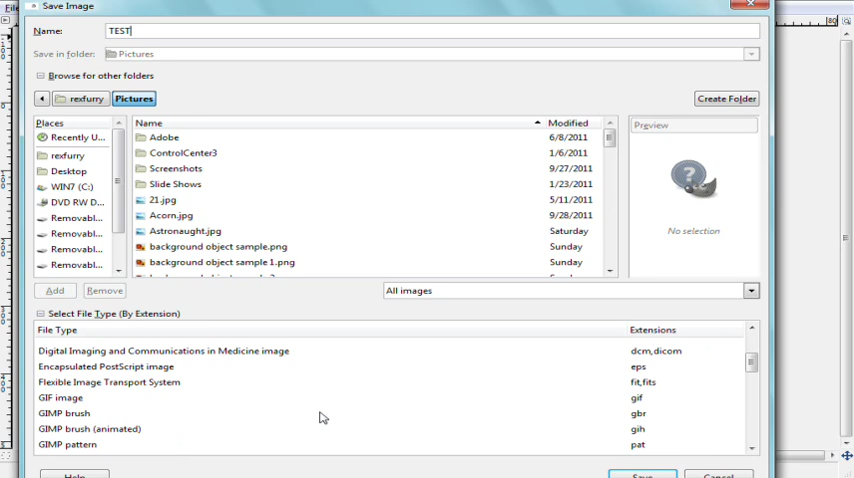 File
Save Image
80
Name: TEST
Save in folder: Pictures
Browse for other folders
rexfurry Pictures Create Folder
Places Name Modified Preview
Recently U... Adobe 6/8/2011
ControlCenter3 1/6/2011
rexfurry Screenshots 9/27/2011
Desktop Slide Shows 1/23/2011
WIN7 (C:) 21.jpg 5/11/2011
DVD RW D... Acorn.jpg 9/28/2011
Removabl... Astronaught.jpg Saturday No selection
Removabl... background object sample.png Sunday
Removabl... background object sample 1.png Sunday
Removabl...
Add Remove All images
Select File Type (By Extension)
File Type Extensions
Digital Imaging and Communications in Medicine image dcm,dicom
Encapsulated PostScript image eps
Flexible Image Transport System fit,fits
GIF image gif
GIMP brush gbr
GIMP brush (animated) gih
GIMP pattern pat
Help Save Cancel